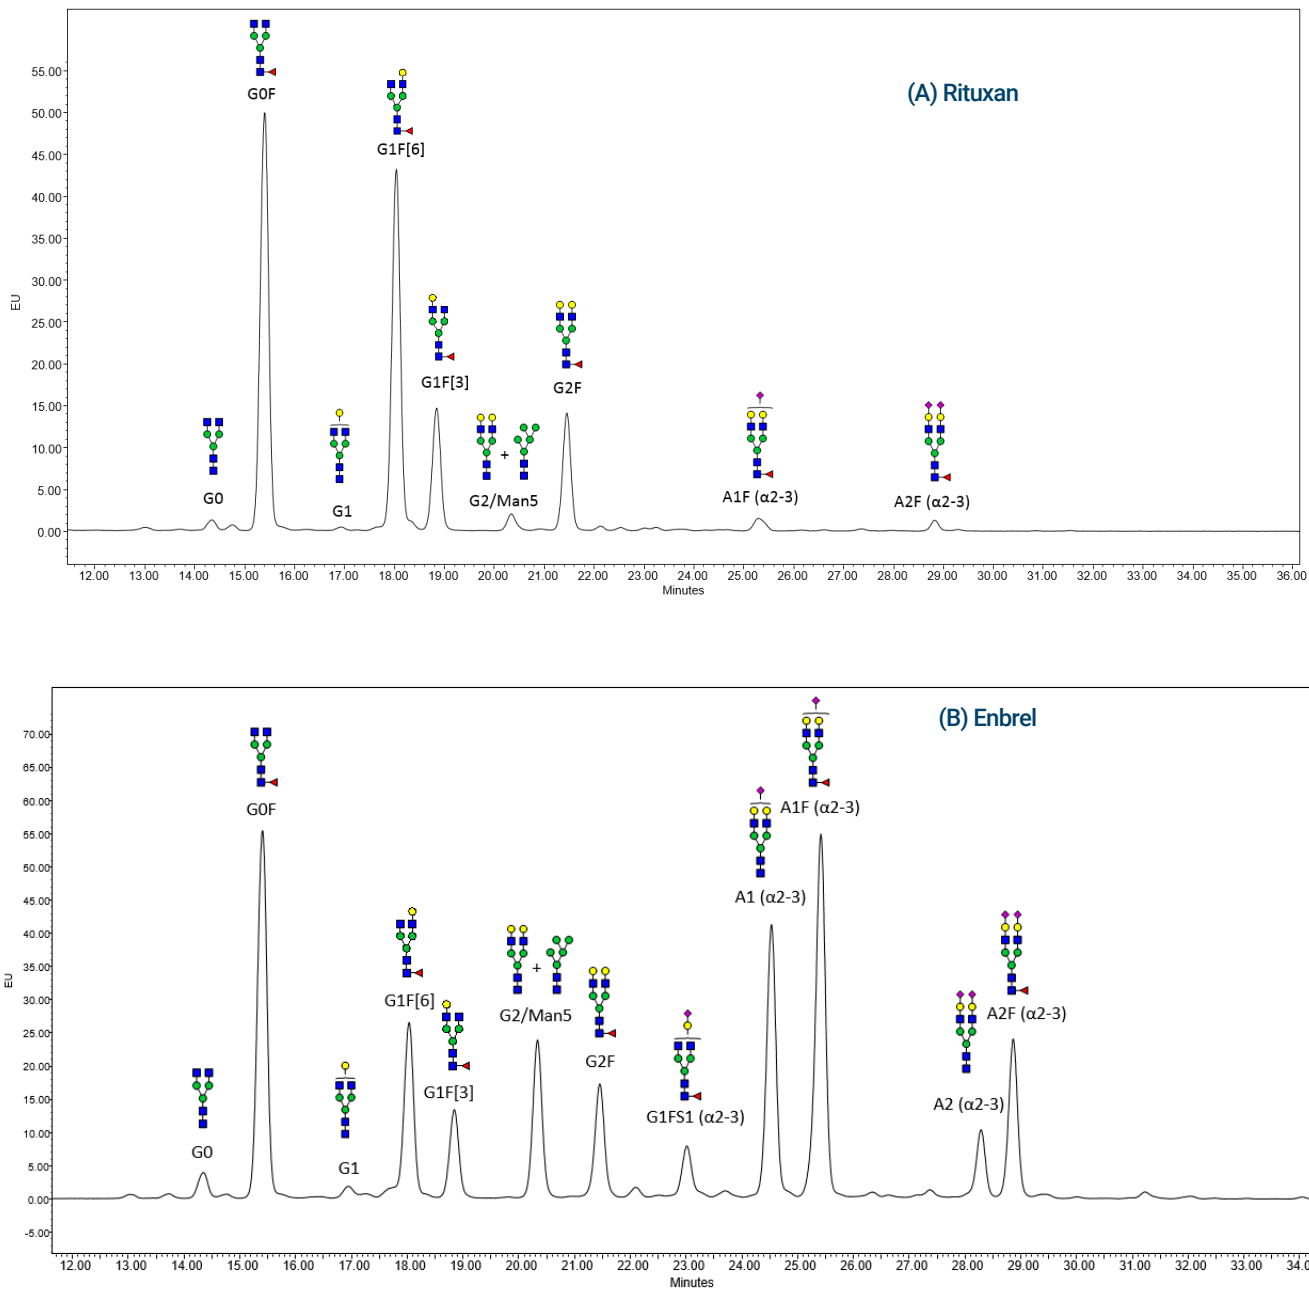 (A) Rituxan
G0F
G1F[6]
G1F[3]
G2F
G0
G1
+
G2/Man5
A1F (α2-3)
A2F (α2-3)
EU
55.00
50.00
45.00
40.00
35.00
30.00
25.00
20.00
15.00
10.00
5.00
0.00
12.00 13.00 14.00 15.00 16.00 17.00 18.00 19.00 20.00 21.00 22.00 23.00 24.00 25.00 26.00 27.00 28.00 29.00 30.00 31.00 32.00 33.00 34.00 35.00 36.00
Minutes
(B) Enbrel
G0F
A1F (α2-3)
A1 (α2-3)
G1F[6]
+
G2/Man5
A2F (α2-3)
G2F
G1F[3]
A2 (α2-3)
G1FS1 (α2-3)
G0
G1
EU
70.00
65.00
60.00
55.00
50.00
45.00
40.00
35.00
30.00
25.00
20.00
15.00
10.00
5.00
0.00
-5.00
12.00 13.00 14.00 15.00 16.00 17.00 18.00 19.00 20.00 21.00 22.00 23.00 24.00 25.00 26.00 27.00 28.00 29.00 30.00 31.00 32.00 33.00 34.00
Minutes